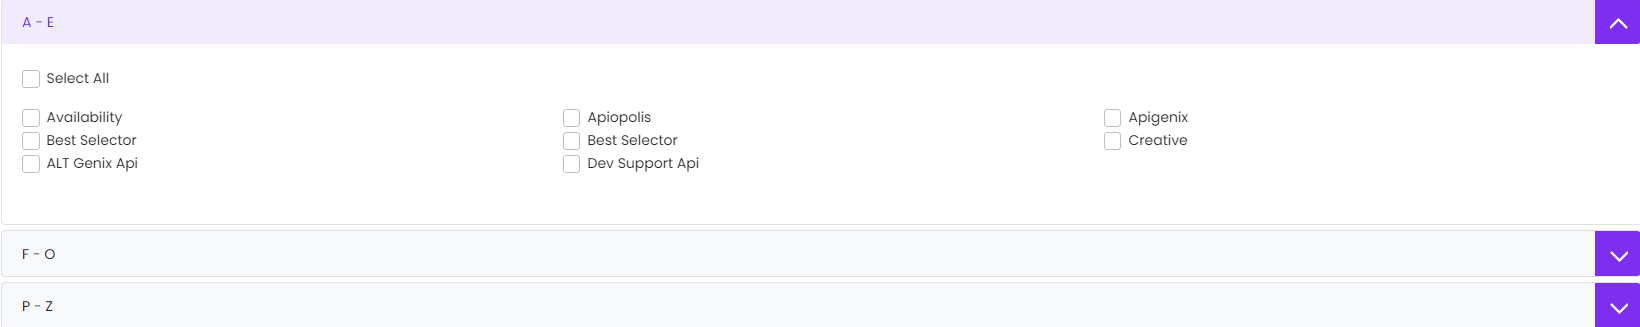 A - E
Select All
Availability Apiopolis Apigenix
Best Selector Best Selector Creative
ALT Genix Api Dev Support Api
F - O
P - Z